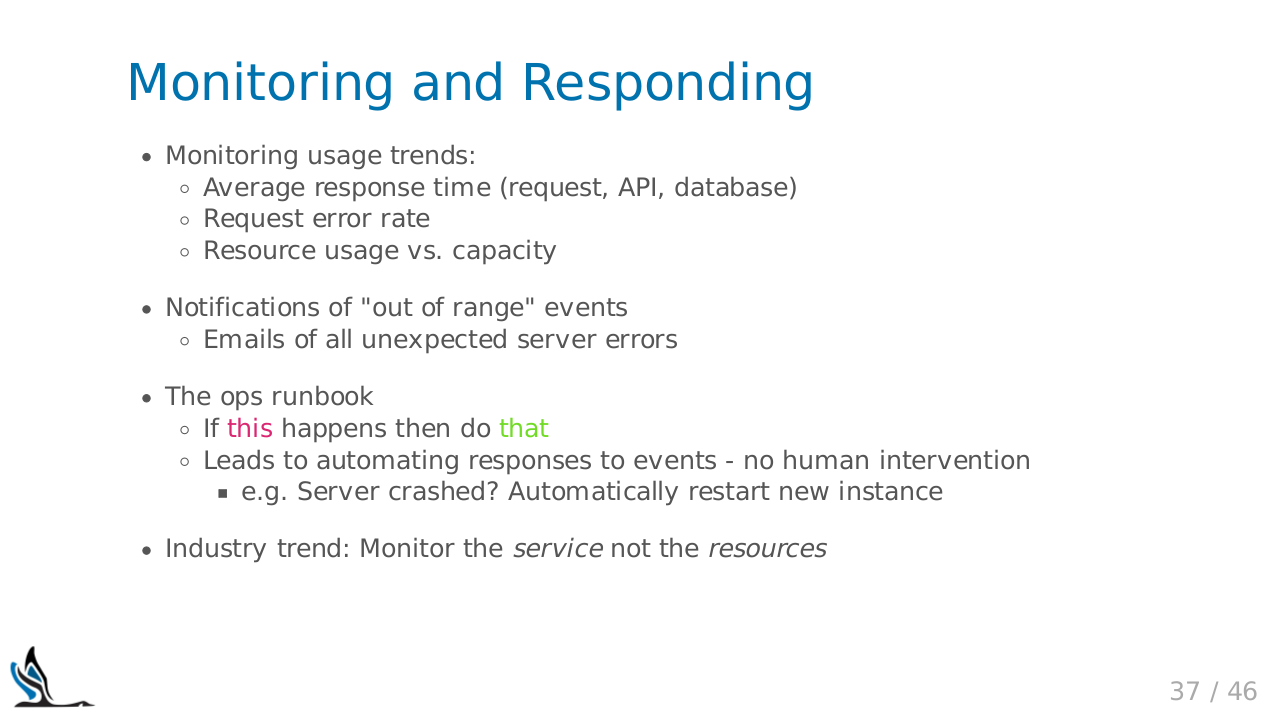 Monitoring and Responding
• Monitoring usage trends:
◦ Average response time (request, API, database)
◦ Request error rate
◦ Resource usage vs. capacity
• Notifications of "out of range" events
◦ Emails of all unexpected server errors
• The ops runbook
◦ If this happens then do that
◦ Leads to automating responses to events - no human intervention
▪ e.g. Server crashed? Automatically restart new instance
• Industry trend: Monitor the service not the resources
37 / 46